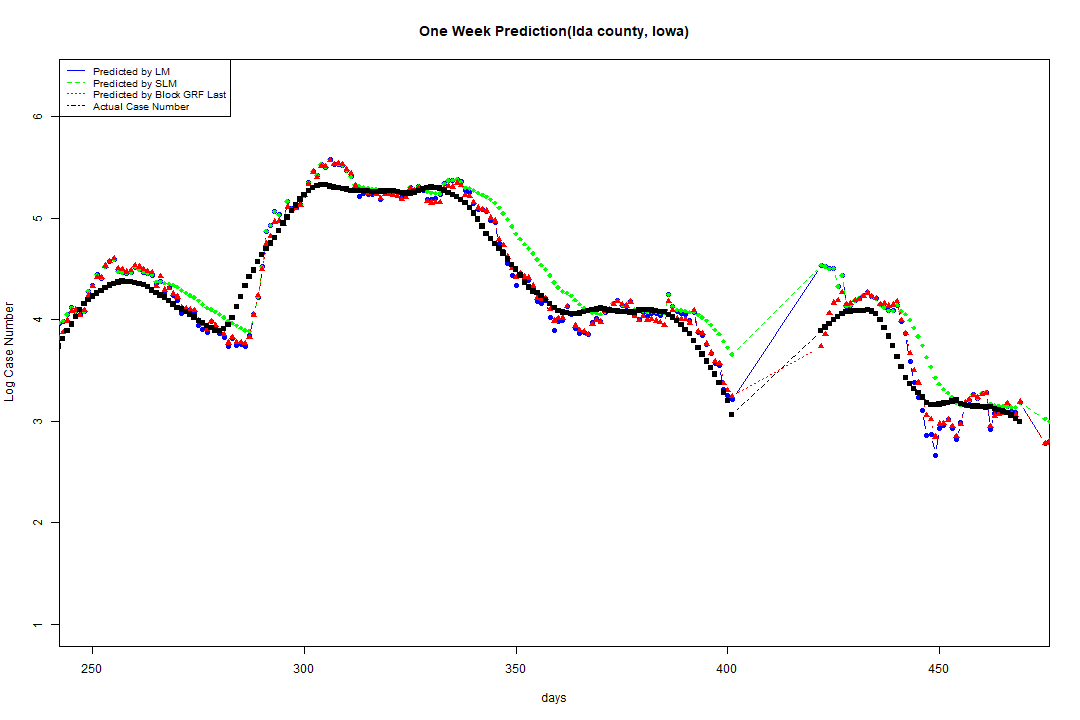 One Week Prediction(Ida county, Iowa)
Predicted by LM
Predicted by SLM
Predicted by Block GRF Last
Actual Case Number
Log Case Number
6
5
4
3
2
1
250 300 350 400 450
days